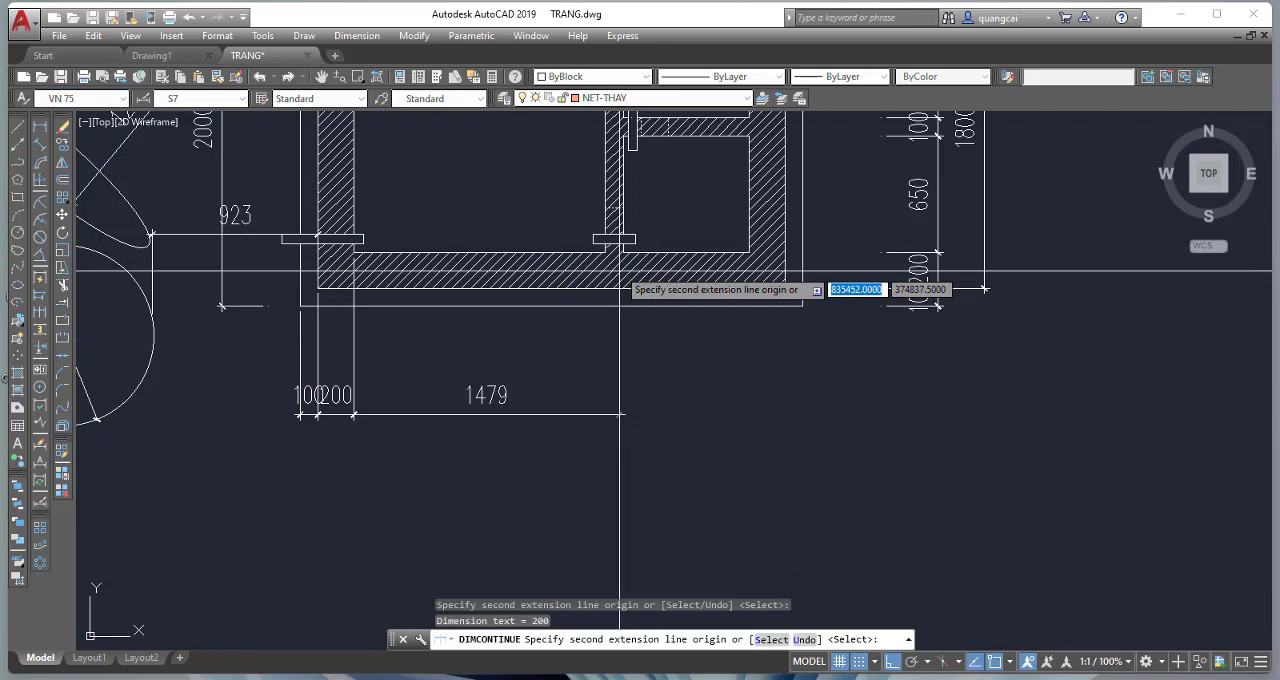 Autodesk AutoCAD 2019 TRANG.dwg
Type a keyword or phrase
quangcai
File Edit View Insert Format Tools Draw Dimension Modify Parametric Window Help Express
Start Drawing1 TRANG*
ByBlock ByLayer ByLayer ByColor
VN 75 S7 Standard Standard NET-THAY
[−][Top][2D Wireframe]
2000
100
1800
N
W TOP E
S
WCS
650
923
200
Specify second extension line origin or 835452.0000 374837.5000
100 200 1479
Y
X
Specify second extension line origin or [Select/Undo] <Select>:
Dimension text = 200
DIMCONTINUE Specify second extension line origin or [Select Undo] <Select>:
Model Layout1 Layout2 +
MODEL 1:1 / 100%